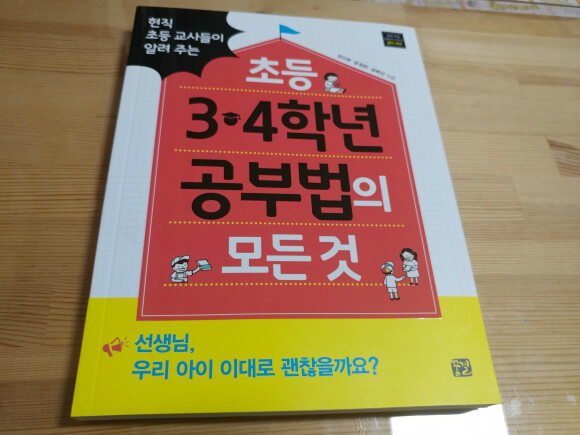 현직
초등 교사들이
알려 주는
초등
3·4학년
공부법의
모든 것
선생님,
우리 아이 이대로 괜찮을까요?